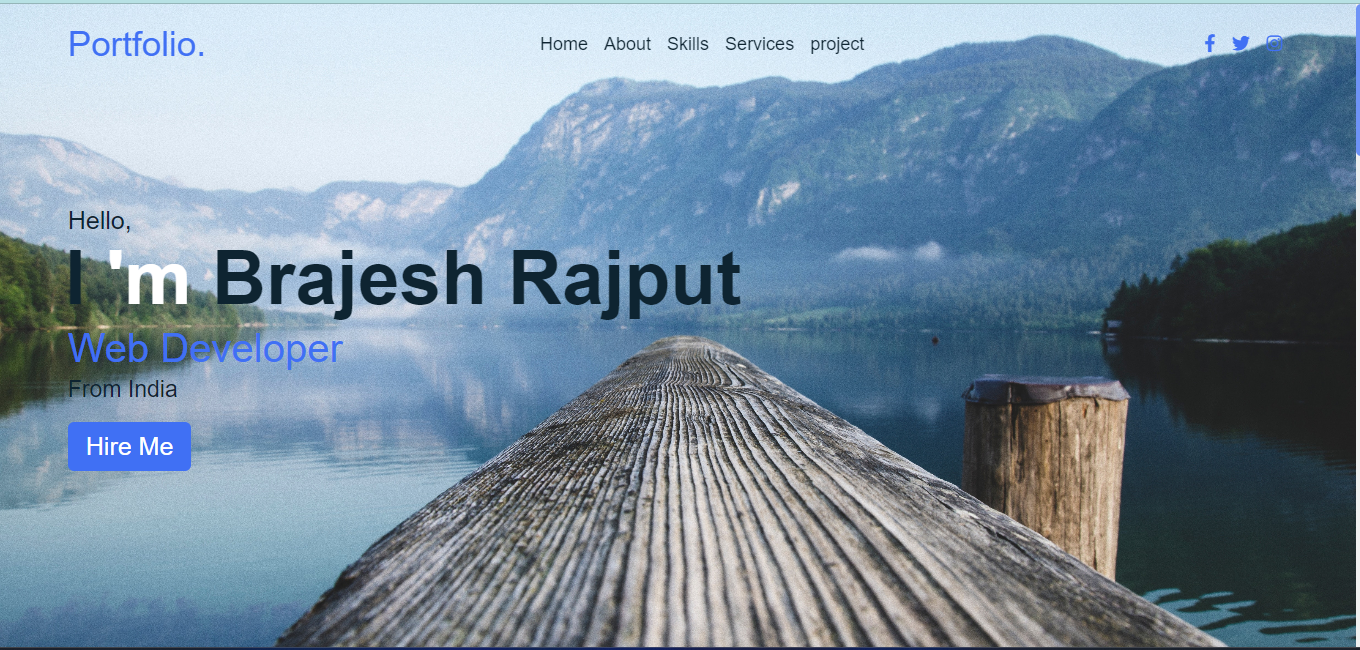 Portfolio.
Home About Skills Services project
Hello,
I 'm Brajesh Rajput
Web Developer
From India
Hire Me